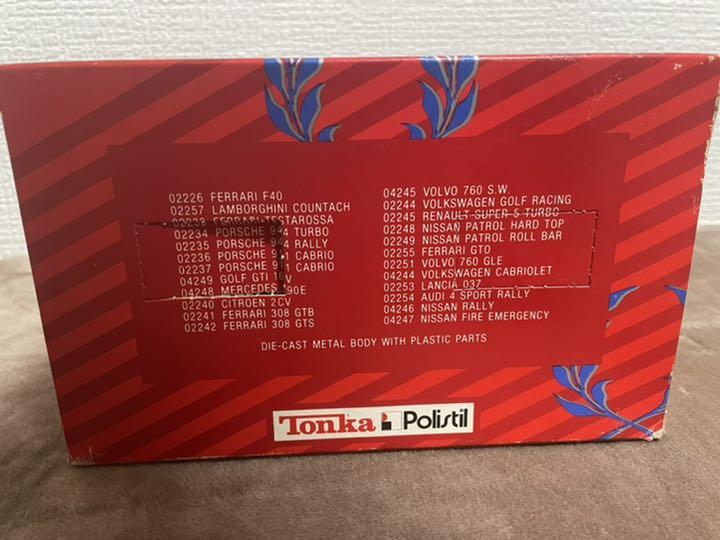 02226 FERRARI F40
02257 LAMBORGHINI COUNTACH
02223 FERRARI TESTAROSSA
02234 PORSCHE 944 TURBO
02235 PORSCHE 944 RALLY
02236 PORSCHE CABRIO
02237 PORSCHE CABRIO
04249 GOLF GTI 16V
04248 MERCEDES 190E
02240 CITROEN 2CV
02241 FERRARI 308 GTB
02242 FERRARI 308 GTS
04245 VOLVO 760 S.W.
02244 VOLKSWAGEN GOLF RACING
02245 RENAULT SUPER 5 TURBO
02248 NISSAN PATROL HARD TOP
02249 NISSAN PATROL ROLL BAR
02255 FERRARI GTO
02251 VOLVO 760 GLE
04244 VOLKSWAGEN CABRIOLET
02253 LANCIA 037
02254 AUDI 4 SPORT RALLY
04246 NISSAN RALLY
04247 NISSAN FIRE EMERGENCY
DIE-CAST METAL BODY WITH PLASTIC PARTS
Tonka Polistil